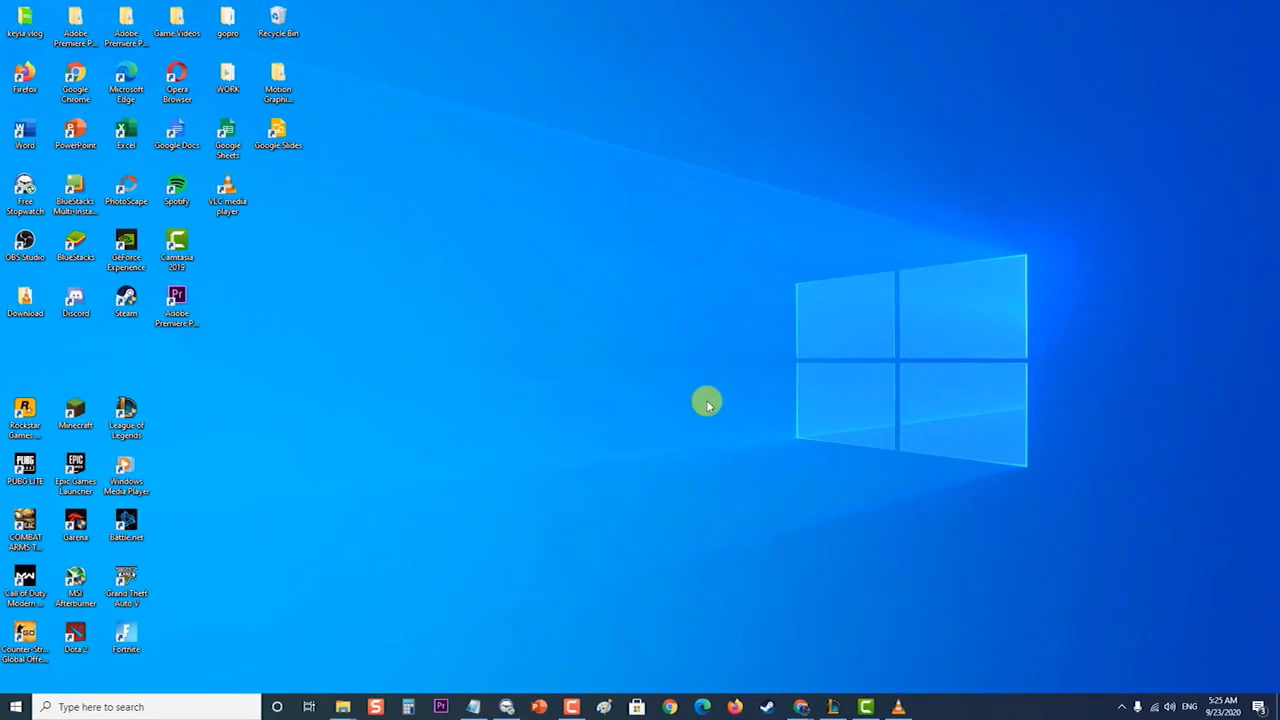 keyla vlog
Adobe
Premiere P...
Adobe
Premiere P...
Game Videos
gopro
Recycle Bin
Firefox
Google
Chrome
Microsoft
Edge
Opera
Browser
WORK
Motion
Graphi...
Word
PowerPoint
Excel
Google Docs
Google
Sheets
Google Slides
Free
Stopwatch
BlueStacks
Multi-Insta...
PhotoScape
Spotify
VLC media
player
OBS Studio
BlueStacks
GeForce
Experience
Camtasia
2019
Download
Discord
Steam
Adobe
Premiere P...
Rockstar
Games ...
Minecraft
League of
Legends
PUBG LITE
Epic Games
Launcher
Windows
Media Player
COMBAT
ARMS T...
Garena
Battle.net
Call of Duty
Modern ...
MSI
Afterburner
Grand Theft
Auto V
Counter-Str...
Global Offe...
Dota 2
Fortnite
Type here to search
ENG
5:25 AM
9/23/2020